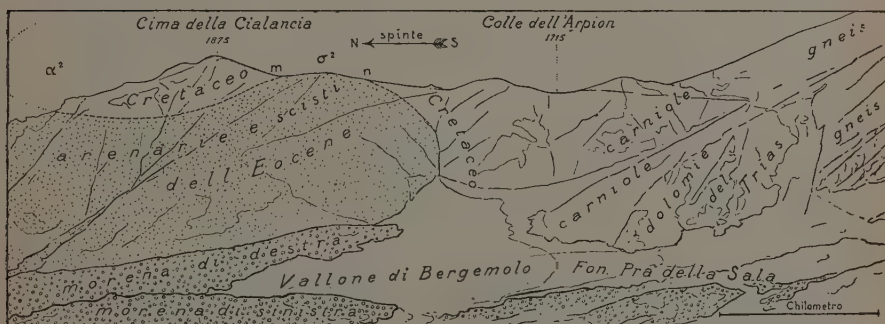 Cima della Cialancia
1875
Colle dell'Arpion
1715
N spinte S
gneis
α² m σ² n
Cretaceo
Cretaceo
carniole
gneis
arenarie e scisti
dell Eocene
carniole
dolomie
del
Trias
morena di destra
Vallone di Bergemolo
Fon. Prà della Sala
morena di sinistra
Chilometro